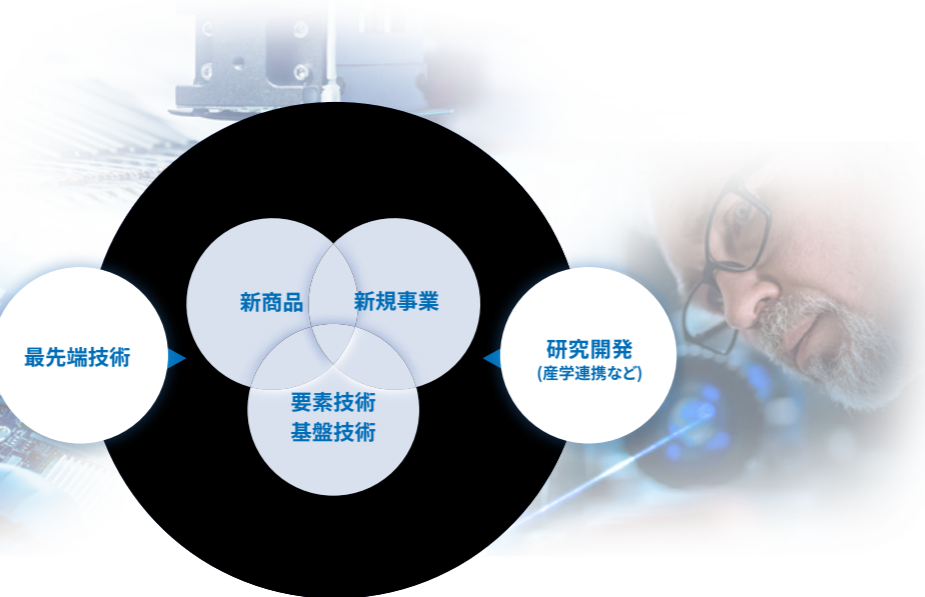 新商品
新規事業
最先端技術
研究開発
(産学連携など)
要素技術
基盤技術